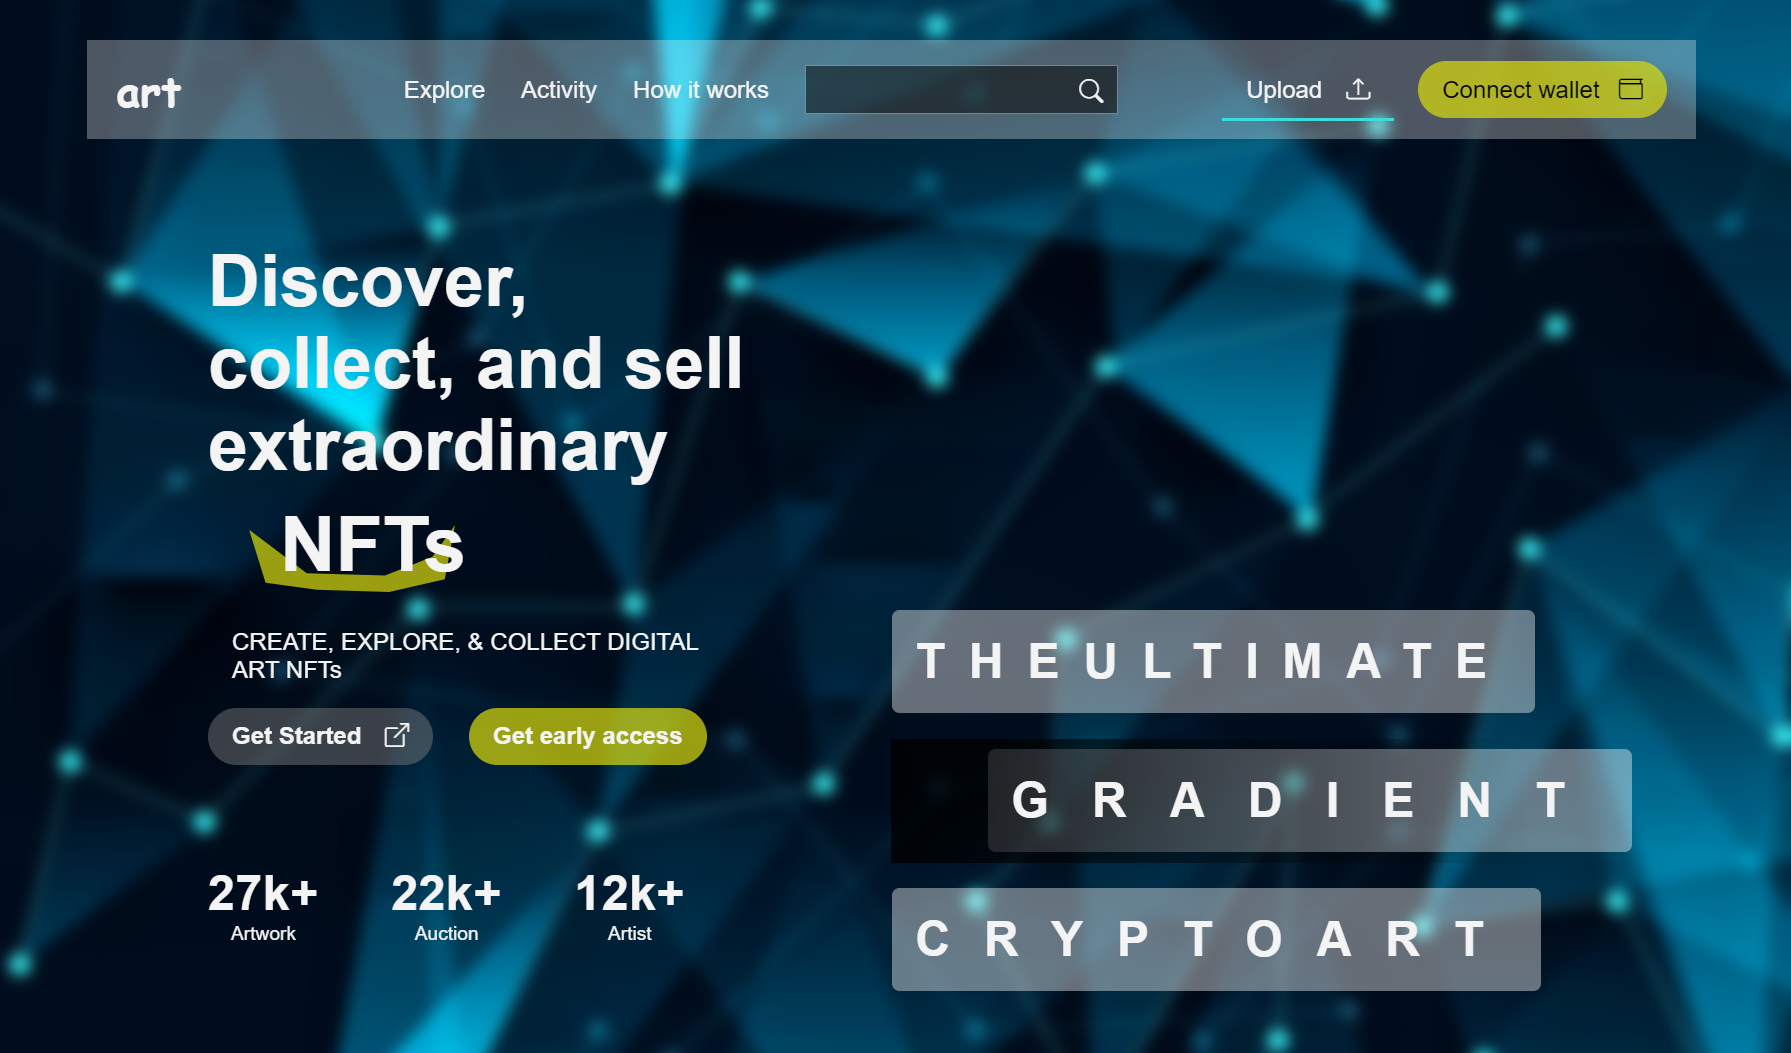 art
Explore
Activity
How it works
Upload
Connect wallet
Discover,
collect, and sell
extraordinary
NFTs
CREATE, EXPLORE, & COLLECT DIGITAL
ART NFTs
Get Started
Get early access
27k+
22k+
12k+
Artwork
Auction
Artist
THEULTIMATE
GRADIENT
CRYPTOART